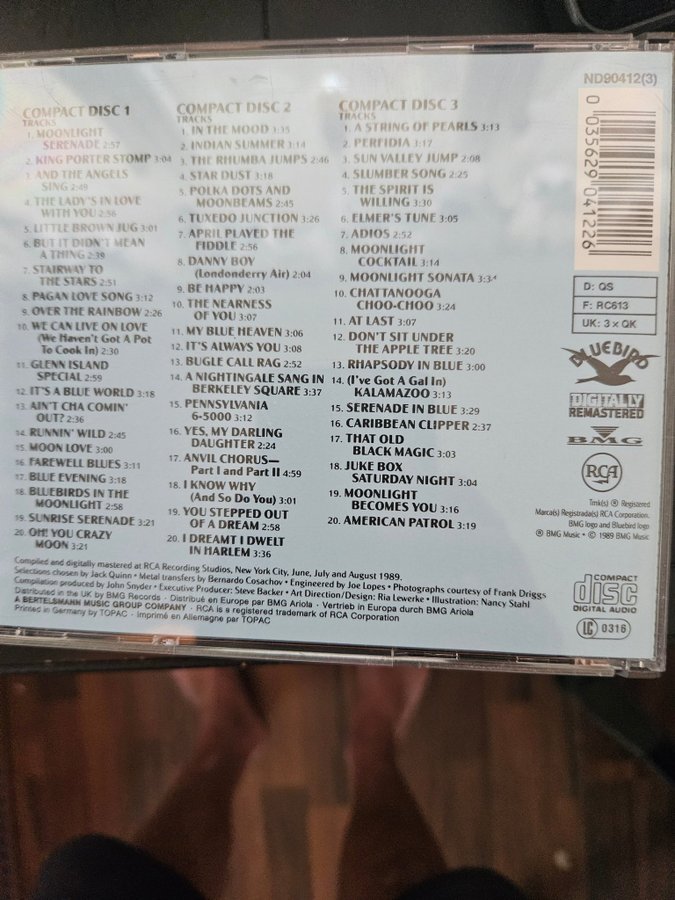 ND90412(3)
COMPACT DISC 1
TRACKS
1. MOONLIGHT
SERENADE 2:57
2. KING PORTER STOMP 3:04
3. AND THE ANGELS
SING 2:49
4. THE LADY'S IN LOVE
WITH YOU 2:56
5. LITTLE BROWN JUG 3:01
6. BUT IT DIDN'T MEAN
A THING 2:39
7. STAIRWAY TO
THE STARS 2:51
8. PAGAN LOVE SONG 3:12
9. OVER THE RAINBOW 2:26
10. WE CAN LIVE ON LOVE
(We Haven't Got A Pot
To Cook In) 2:30
11. GLENN ISLAND
SPECIAL 2:59
12. IT'S A BLUE WORLD 3:18
13. AIN'T CHA COMIN'
OUT? 2:36
14. RUNNIN' WILD 2:45
15. MOON LOVE 3:00
16. FAREWELL BLUES 3:11
17. BLUE EVENING 3:18
18. BLUEBIRDS IN THE
MOONLIGHT 2:58
19. SUNRISE SERENADE 3:21
20. OH! YOU CRAZY
MOON 3:21
COMPACT DISC 2
TRACKS
1. IN THE MOOD 3:35
2. INDIAN SUMMER 3:14
3. THE RHUMBA JUMPS 2:46
4. STAR DUST 3:18
5. POLKA DOTS AND
MOONBEAMS 2:45
6. TUXEDO JUNCTION 3:26
7. APRIL PLAYED THE
FIDDLE 2:56
8. DANNY BOY
(Londonderry Air) 2:04
9. BE HAPPY 2:03
10. THE NEARNESS
OF YOU 3:07
11. MY BLUE HEAVEN 3:06
12. IT'S ALWAYS YOU 3:08
13. BUGLE CALL RAG 2:52
14. A NIGHTINGALE SANG IN
BERKELEY SQUARE 3:37
15. PENNSYLVANIA
6-5000 3:12
16. YES, MY DARLING
DAUGHTER 2:24
17. ANVIL CHORUS—
Part I and Part II 4:59
18. I KNOW WHY
(And So Do You) 3:01
19. YOU STEPPED OUT
OF A DREAM 2:58
20. I DREAMT I DWELT
IN HARLEM 3:36
COMPACT DISC 3
TRACKS
1. A STRING OF PEARLS 3:13
2. PERFIDIA 3:17
3. SUN VALLEY JUMP 2:08
4. SLUMBER SONG 2:25
5. THE SPIRIT IS
WILLING 3:30
6. ELMER'S TUNE 3:05
7. ADIOS 2:52
8. MOONLIGHT
COCKTAIL 3:14
9. MOONLIGHT SONATA
10. CHATTANOOGA
CHOO-CHOO 3:24
11. AT LAST 3:07
12. DON'T SIT UNDER
THE APPLE TREE 3:20
13. RHAPSODY IN BLUE 3:00
14. (I've Got A Gal In)
KALAMAZOO 3:13
15. SERENADE IN BLUE 3:29
16. CARIBBEAN CLIPPER 2:37
17. THAT OLD
BLACK MAGIC 3:03
18. JUKE BOX
SATURDAY NIGHT 3:04
19. MOONLIGHT
BECOMES YOU 3:16
20. AMERICAN PATROL 3:19
0 035629 041226
D: QS
F: RC613
UK: 3 x QK
BLUEBIRD
DIGITALLY
REMASTERED
BMG
RCA
Tmk(s) ® Registered
Marca(s) Registrada(s) RCA Corporation.
BMG logo and Bluebird logo
® BMG Music • © 1989 BMG Music
COMPACT
disc
DIGITAL AUDIO
LC 0316
Compiled and digitally mastered at RCA Recording Studios, New York City, June, July and August 1989.
Selections chosen by Jack Quinn • Metal transfers by Bernardo Cosachov • Engineered by Joe Lopes • Photographs courtesy of Frank Driggs
Compilation produced by John Snyder • Executive Producer: Steve Backer • Art Direction/Design: Ria Lewerke • Illustration: Nancy Stahl
Distributed in the UK by BMG Records · Distribué en Europe par BMG Ariola · Vertrieb in Europa durch BMG Ariola
A BERTELSMANN MUSIC GROUP COMPANY · RCA is a registered trademark of RCA Corporation
Printed in Germany by TOPAC · Imprimé en Allemagne par TOPAC